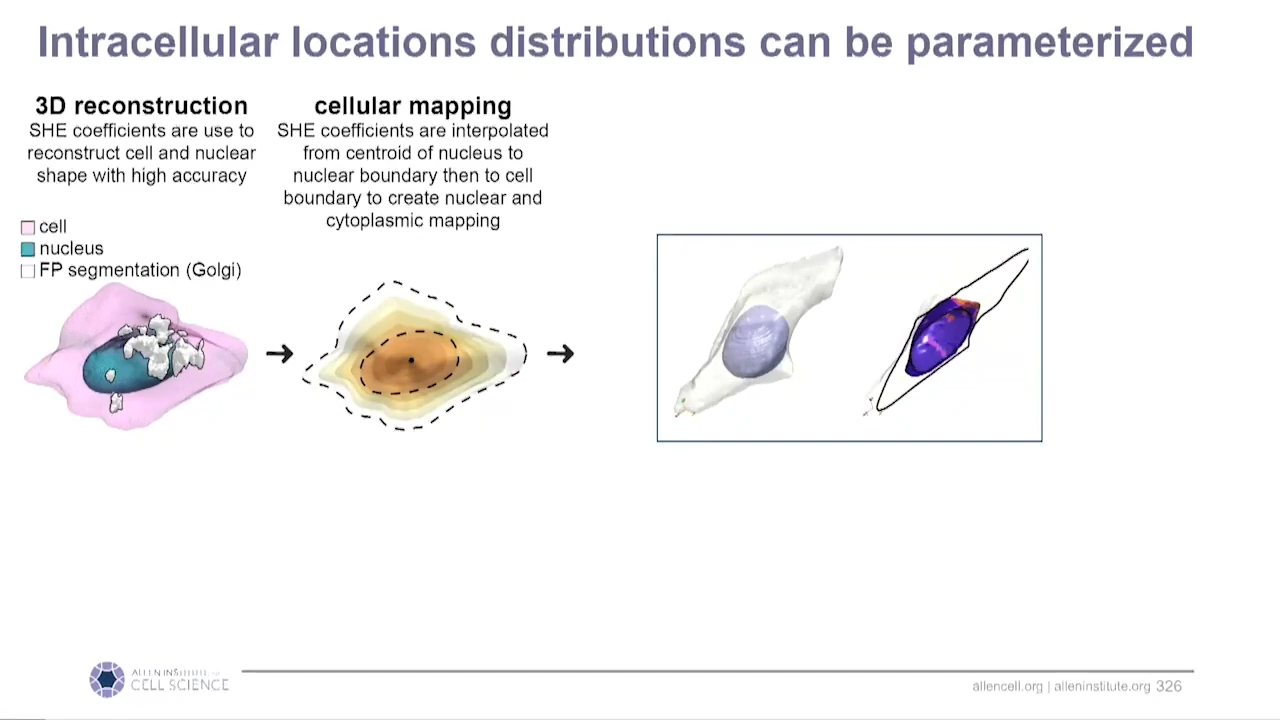 Intracellular locations distributions can be parameterized
3D reconstruction
SHE coefficients are use to
reconstruct cell and nuclear
shape with high accuracy
cellular mapping
SHE coefficients are interpolated
from centroid of nucleus to
nuclear boundary then to cell
boundary to create nuclear and
cytoplasmic mapping
cell
nucleus
FP segmentation (Golgi)
ALLEN INSTITUTE
CELL SCIENCE
allencell.org | alleninstitute.org 326